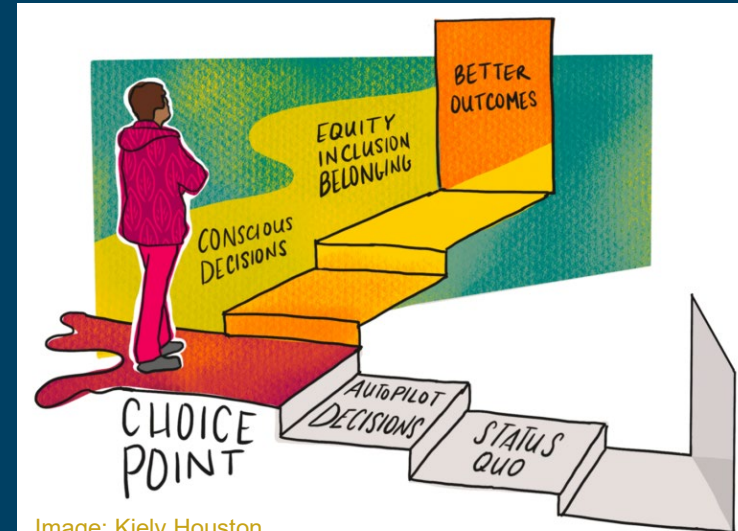 BETTER
OUTCOMES
EQUITY
INCLUSION
BELONGING
CONSCIOUS
DECISIONS
CHOICE
POINT
AUTOPILOT
DECISIONS
STATUS
QUO
Image: Kiely Houston